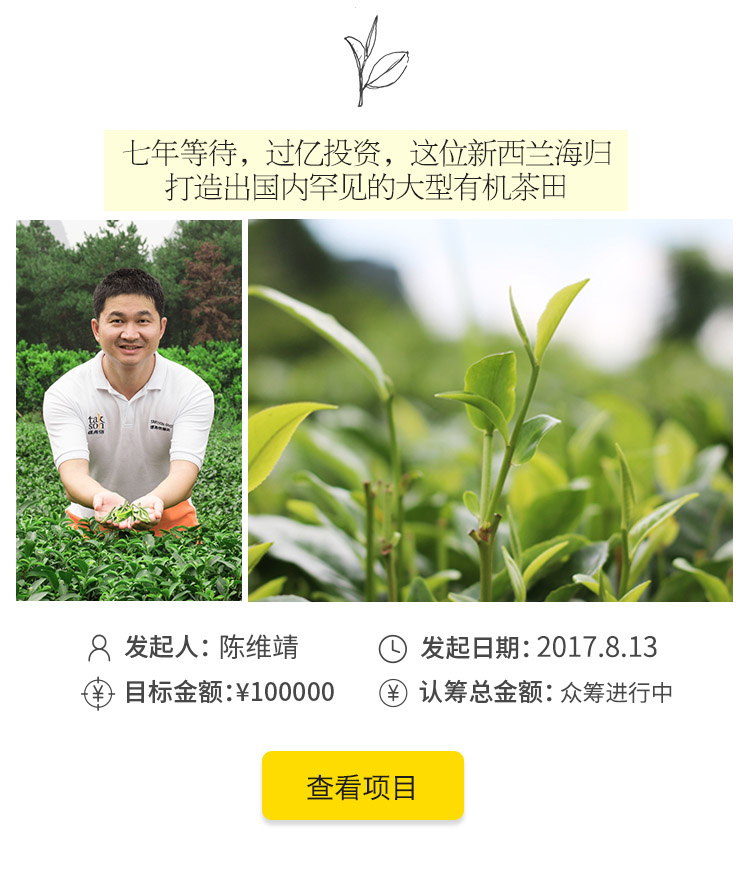 七年等待，过亿投资，这位新西兰海归
打造出国内罕见的大型有机茶田
tak
son
发起人：陈维靖
发起日期：2017.8.13
目标金额：¥100000
认筹总金额：众筹进行中
查看项目